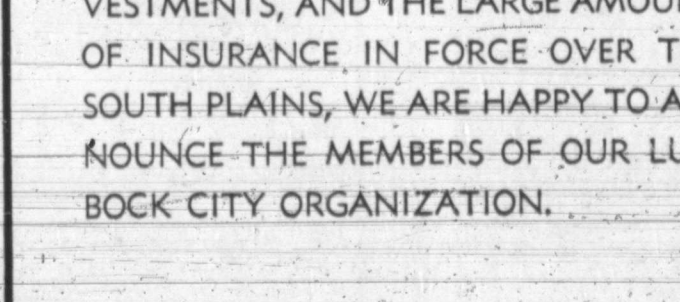 VESTMENTS, AND THE LARGE AMOU
OF INSURANCE IN FORCE OVER T
SOUTH PLAINS, WE ARE HAPPY TO A
NOUNCE THE MEMBERS OF OUR LU
BOCK CITY ORGANIZATION.